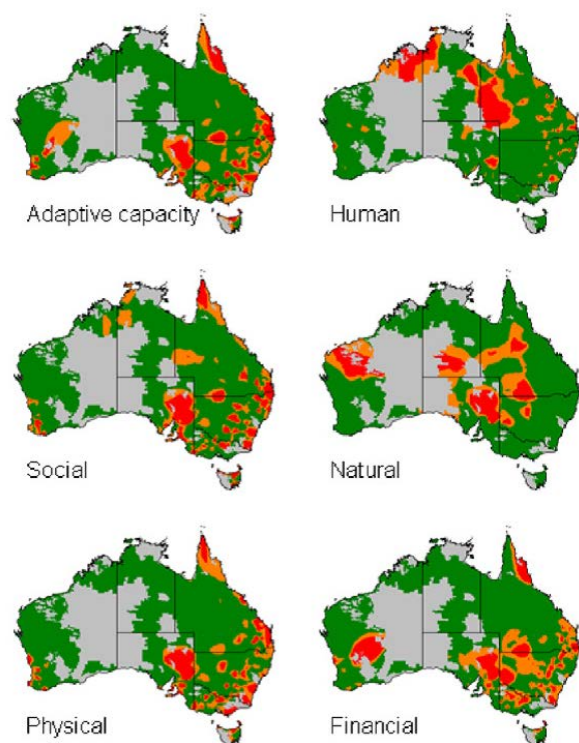 Adaptive capacity
Human
Social
Natural
Physical
Financial